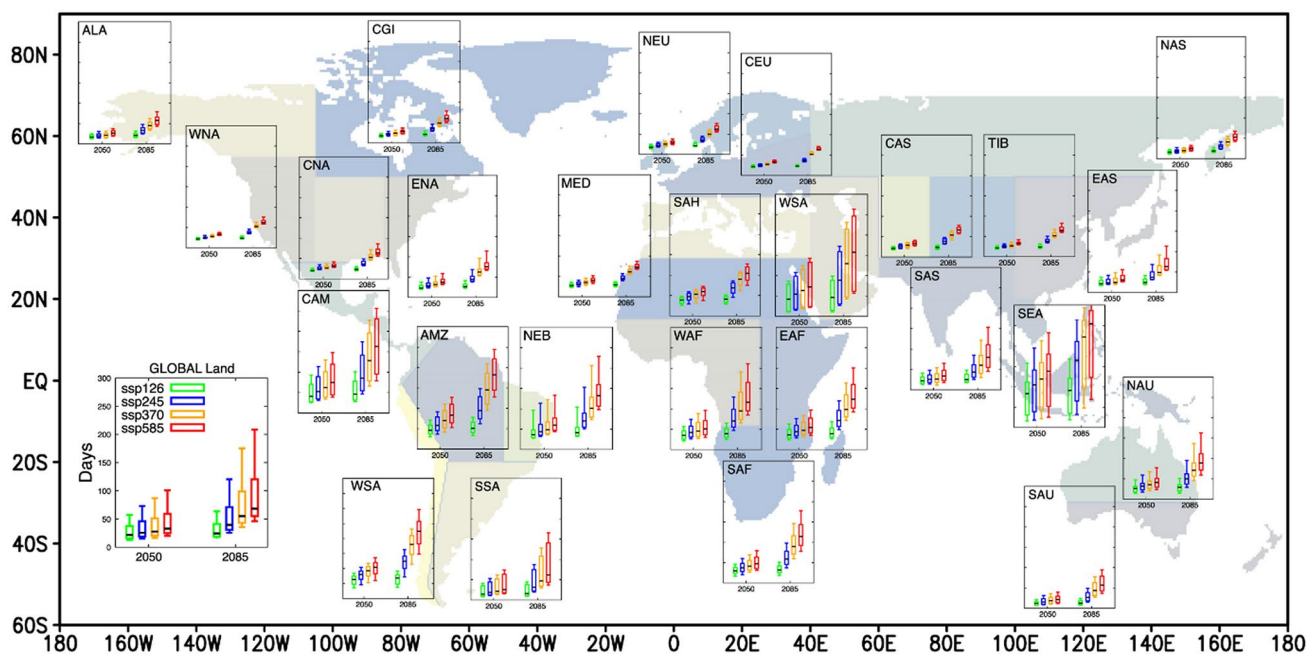 80N
60N
40N
20N
EQ
20S
40S
60S
180 160W 140W 120W 100W 80W 60W 40W 20W 0 20E 40E 60E 80E 100E 120E 140E 160E 180
ALA
2050 2085
CGI
2050 2085
NEU
2050 2085
CEU
2050 2085
NAS
2050 2085
WNA
2050 2085
CNA
2050 2085
ENA
2050 2085
MED
2050 2085
SAH
2050 2085
WSA
2050 2085
CAS
2050 2085
TIB
2050 2085
EAS
2050 2085
CAM
2050 2085
AMZ
2050 2085
NEB
2050 2085
WAF
2050 2085
EAF
2050 2085
SAS
2050 2085
SEA
2050 2085
NAU
2050 2085
WSA
2050 2085
SSA
2050 2085
SAF
2050 2085
SAU
2050 2085
GLOBAL Land
300
250
200
150
100
50
0
Days
ssp126
ssp245
ssp370
ssp585
2050 2085